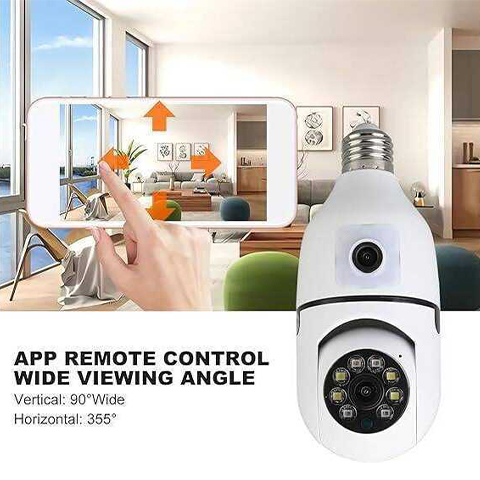 APP REMOTE CONTROL
WIDE VIEWING ANGLE
Vertical: 90°Wide
Horizontal: 355°